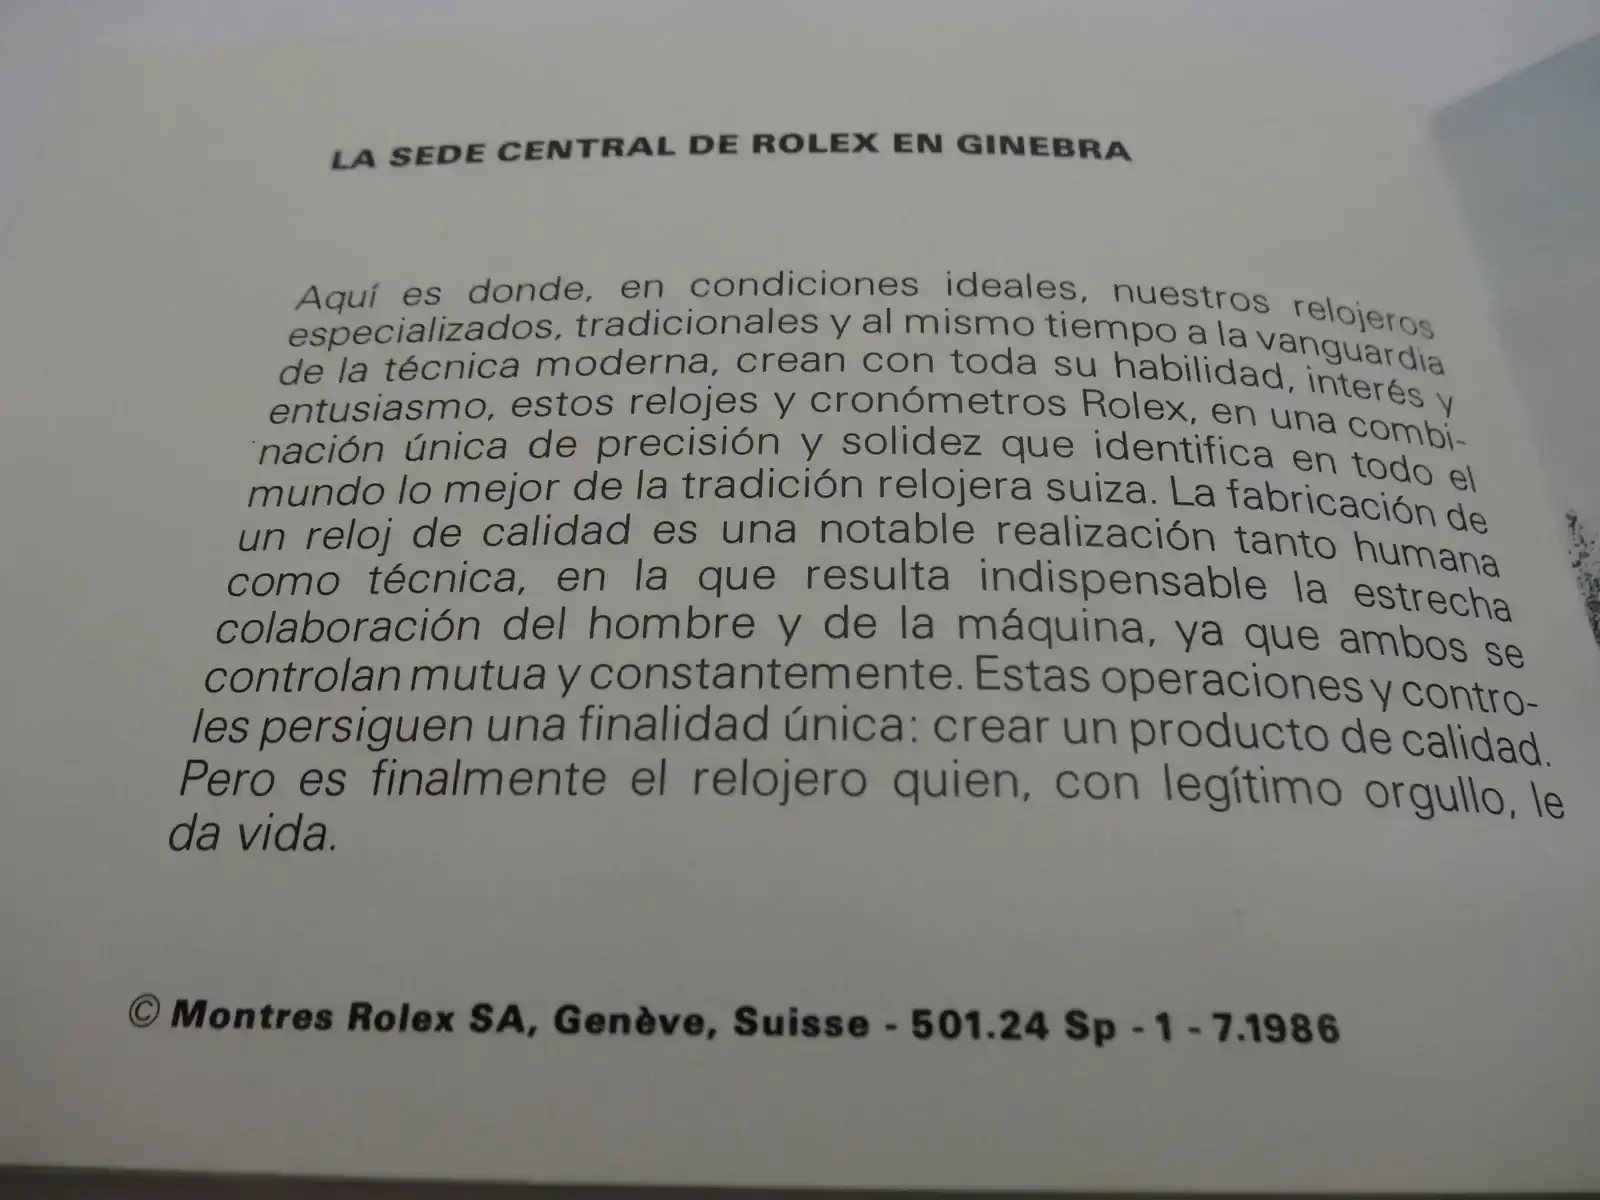 LA SEDE CENTRAL DE ROLEX EN GINEBRA
Aquí es donde, en condiciones ideales, nuestros relojeros
especializados, tradicionales y al mismo tiempo a la vanguardia
de la técnica moderna, crean con toda su habilidad, interés y
entusiasmo, estos relojes y cronómetros Rolex, en una combi-
nación única de precisión y solidez que identifica en todo el
mundo lo mejor de la tradición relojera suiza. La fabricación de
un reloj de calidad es una notable realización tanto humana
como técnica, en la que resulta indispensable la estrecha
colaboración del hombre y de la máquina, ya que ambos se
controlan mutua y constantemente. Estas operaciones y contro-
les persiguen una finalidad única: crear un producto de calidad.
Pero es finalmente el relojero quien, con legítimo orgullo, le
da vida.
© Montres Rolex SA, Genève, Suisse - 501.24 Sp - 1 - 7.1986